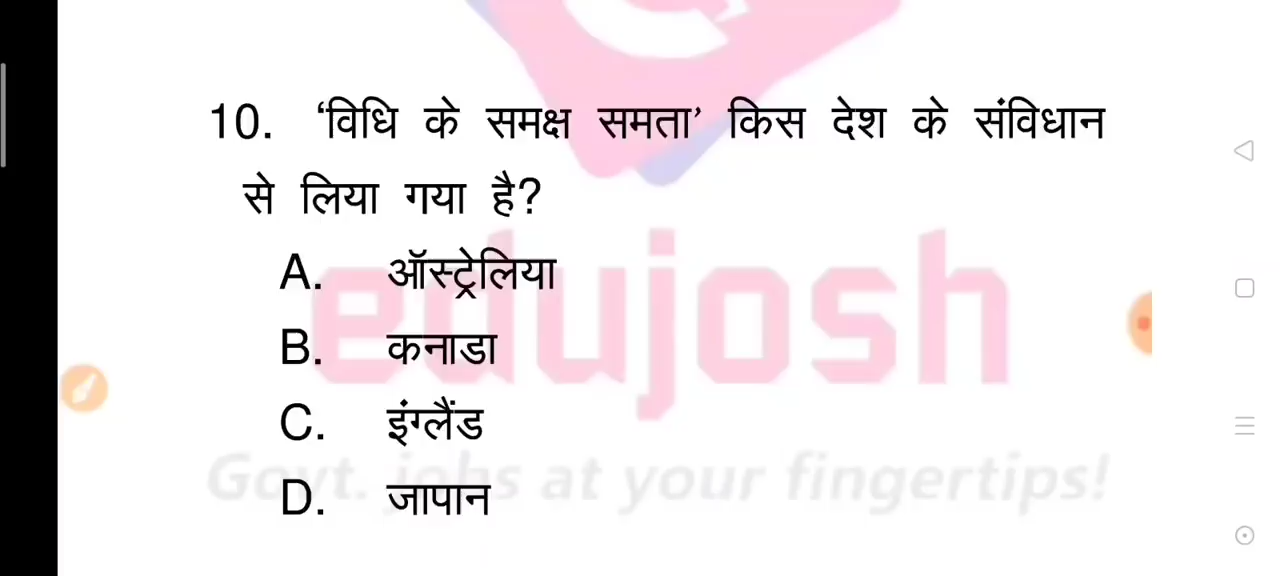 10. ‘विधि के समक्ष समता’ किस देश के संविधान
से लिया गया है?
A. ऑस्ट्रेलिया
B. कनाडा
edujosh
C. इंग्लैंड
Govt. jobs at your fingertips!
D. जापान